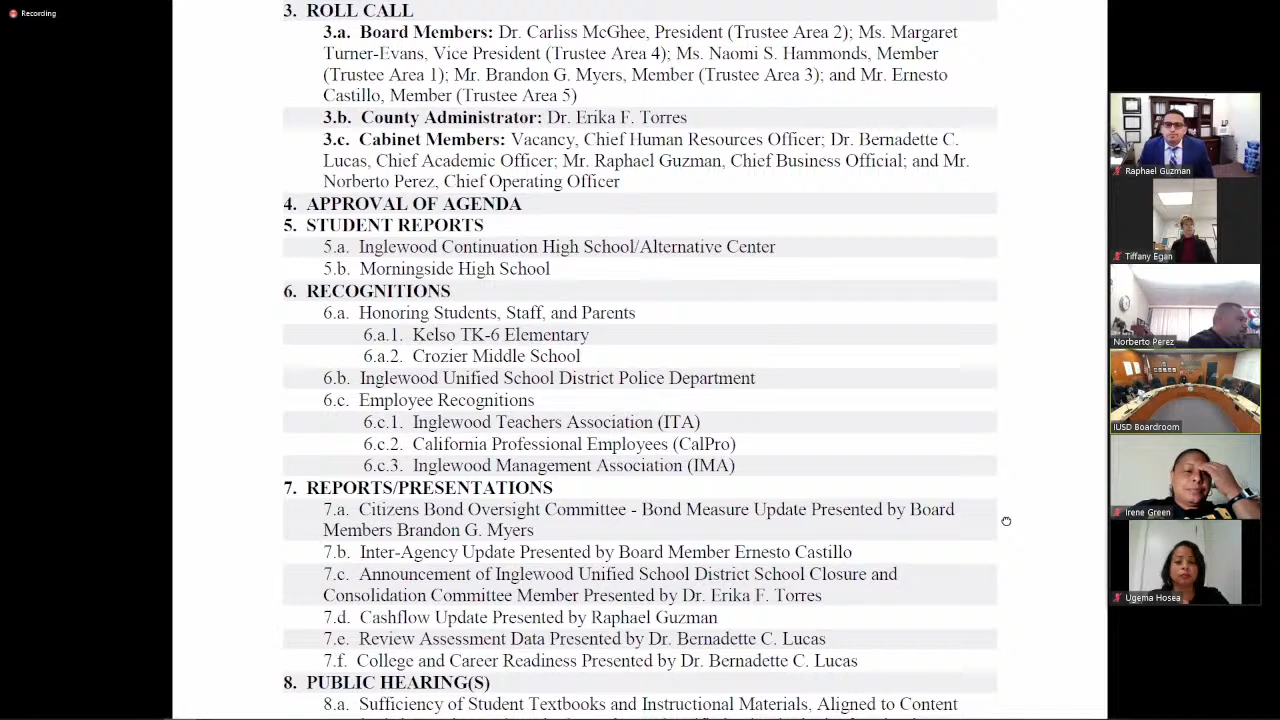 Recording
3. ROLL CALL
3.a. Board Members: Dr. Carliss McGhee, President (Trustee Area 2); Ms. Margaret
Turner-Evans, Vice President (Trustee Area 4); Ms. Naomi S. Hammonds, Member
(Trustee Area 1); Mr. Brandon G. Myers, Member (Trustee Area 3); and Mr. Ernesto
Castillo, Member (Trustee Area 5)
3.b. County Administrator: Dr. Erika F. Torres
3.c. Cabinet Members: Vacancy, Chief Human Resources Officer; Dr. Bernadette C.
Lucas, Chief Academic Officer; Mr. Raphael Guzman, Chief Business Official; and Mr.
Norberto Perez, Chief Operating Officer
4. APPROVAL OF AGENDA
5. STUDENT REPORTS
5.a. Inglewood Continuation High School/Alternative Center
5.b. Morningside High School
6. RECOGNITIONS
6.a. Honoring Students, Staff, and Parents
6.a.1. Kelso TK-6 Elementary
6.a.2. Crozier Middle School
6.b. Inglewood Unified School District Police Department
6.c. Employee Recognitions
6.c.1. Inglewood Teachers Association (ITA)
6.c.2. California Professional Employees (CalPro)
6.c.3. Inglewood Management Association (IMA)
7. REPORTS/PRESENTATIONS
7.a. Citizens Bond Oversight Committee - Bond Measure Update Presented by Board
Members Brandon G. Myers
7.b. Inter-Agency Update Presented by Board Member Ernesto Castillo
7.c. Announcement of Inglewood Unified School District School Closure and
Consolidation Committee Member Presented by Dr. Erika F. Torres
7.d. Cashflow Update Presented by Raphael Guzman
7.e. Review Assessment Data Presented by Dr. Bernadette C. Lucas
7.f. College and Career Readiness Presented by Dr. Bernadette C. Lucas
8. PUBLIC HEARING(S)
8.a. Sufficiency of Student Textbooks and Instructional Materials, Aligned to Content
Raphael Guzman
Tiffany Egan
Norberto Perez
IUSD Boardroom
Irene Green
Ugema Hosea